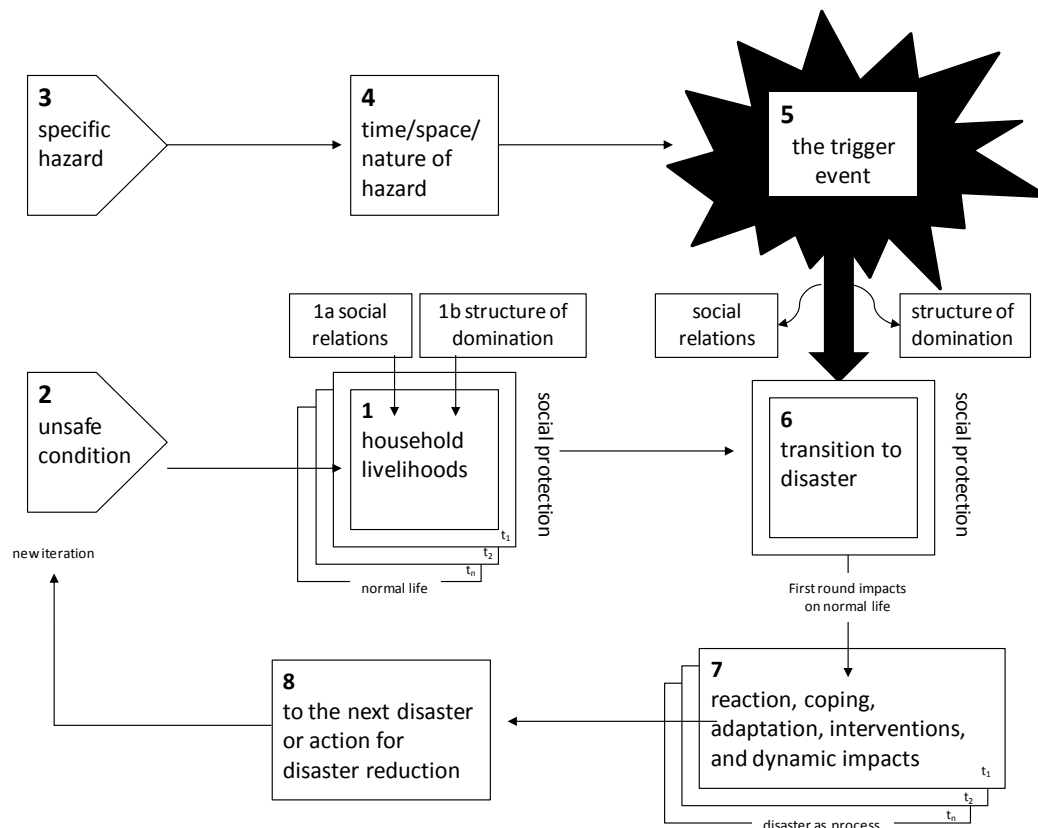 3
specific
hazard
4
time/space/
nature of
hazard
5
the trigger
event
1a social
relations
1b structure of
domination
social
relations
structure of
domination
2
unsafe
condition
1
household
livelihoods
t1
t2
tn
normal life
social protection
6
transition to
disaster
social protection
new iteration
First round impacts
on normal life
7
reaction, coping,
adaptation, interventions,
and dynamic impacts
t1
t2
tn
disaster as process
8
to the next disaster
or action for
disaster reduction